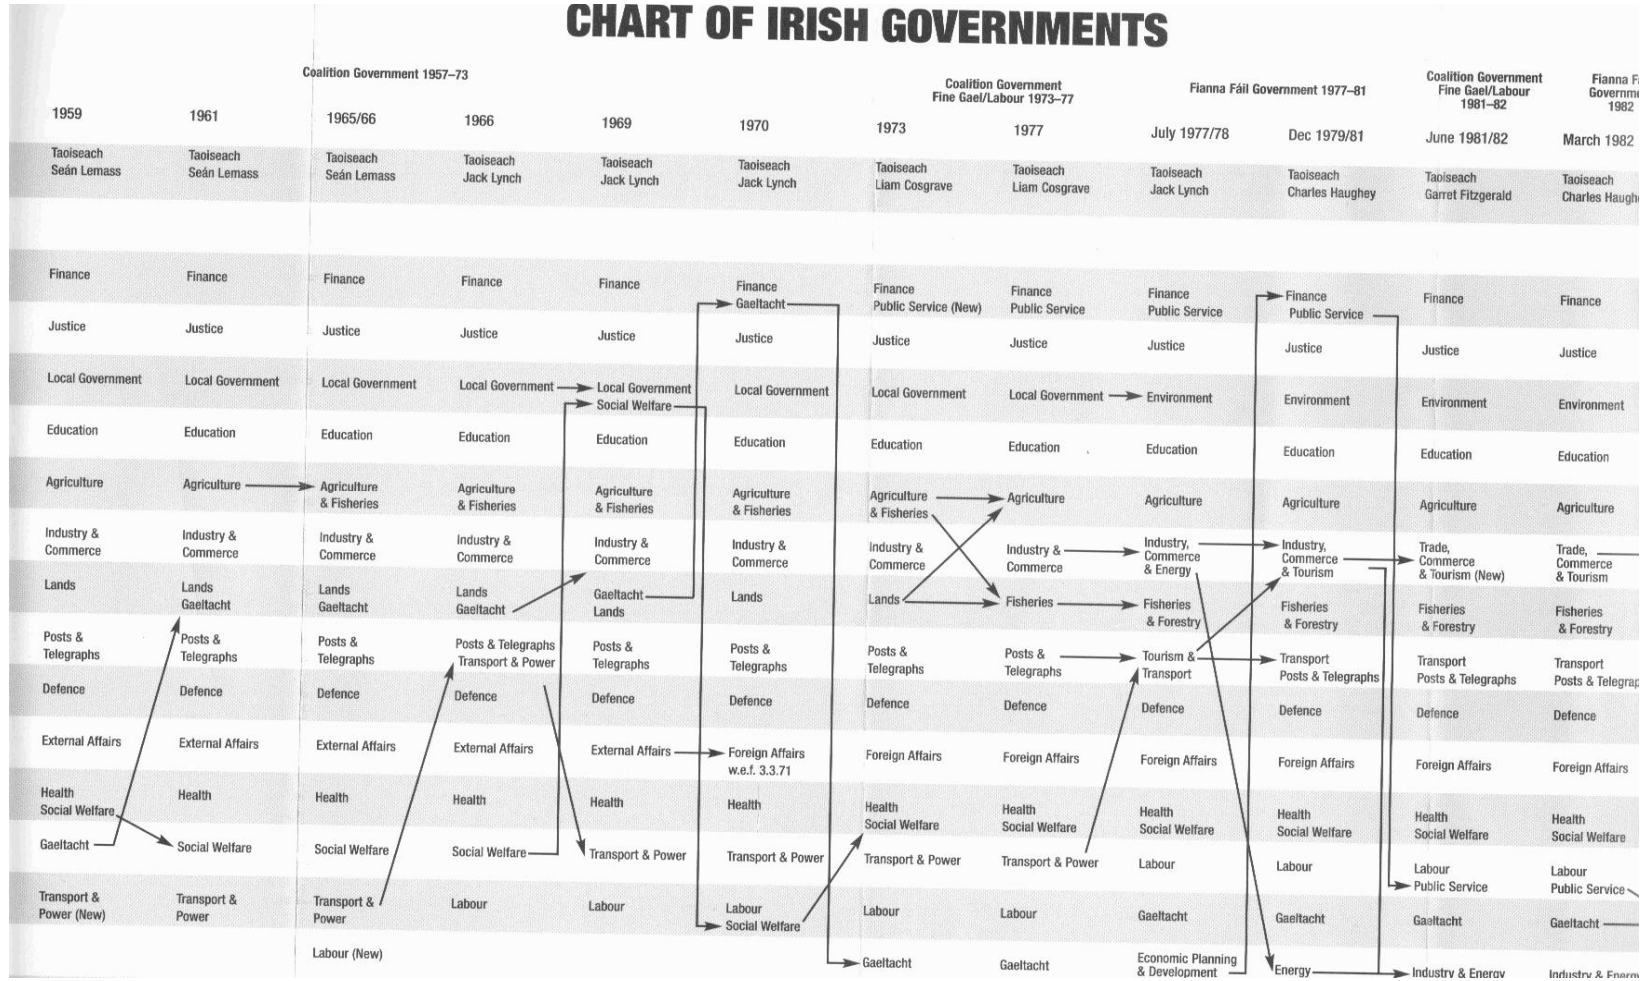 CHART OF IRISH GOVERNMENTS
Coalition Government 1957–73
1959
Taoiseach
Seán Lemass
Finance
Justice
Local Government
Education
Agriculture
Industry &
Commerce
Lands
Posts &
Telegraphs
Defence
External Affairs
Health
Social Welfare
Gaeltacht
Transport &
Power (New)
1961
Taoiseach
Seán Lemass
Finance
Justice
Local Government
Education
Agriculture
Industry &
Commerce
Lands
Gaeltacht
Posts &
Telegraphs
Defence
External Affairs
Health
Social Welfare
Transport &
Power
1965/66
Taoiseach
Seán Lemass
Finance
Justice
Local Government
Education
Agriculture
& Fisheries
Industry &
Commerce
Lands
Gaeltacht
Posts &
Telegraphs
Defence
External Affairs
Health
Social Welfare
Transport &
Power
Labour (New)
1966
Taoiseach
Jack Lynch
Finance
Justice
Local Government
Education
Agriculture
& Fisheries
Industry &
Commerce
Lands
Gaeltacht
Posts & Telegraphs
Transport & Power
Defence
External Affairs
Health
Social Welfare
Labour
1969
Taoiseach
Jack Lynch
Finance
Justice
Local Government
Social Welfare
Education
Agriculture
& Fisheries
Industry &
Commerce
Gaeltacht
Lands
Posts &
Telegraphs
Defence
External Affairs
Health
Transport & Power
Labour
1970
Taoiseach
Jack Lynch
Finance
Gaeltacht
Justice
Local Government
Education
Agriculture
& Fisheries
Industry &
Commerce
Lands
Posts &
Telegraphs
Defence
Foreign Affairs
w.e.f. 3.3.71
Health
Transport & Power
Labour
Social Welfare
Coalition Government
Fine Gael/Labour 1973–77
1973
Taoiseach
Liam Cosgrave
Finance
Public Service (New)
Justice
Local Government
Education
Agriculture
& Fisheries
Industry &
Commerce
Lands
Posts &
Telegraphs
Defence
Foreign Affairs
Health
Social Welfare
Transport & Power
Labour
Gaeltacht
1977
Taoiseach
Liam Cosgrave
Finance
Public Service
Justice
Local Government
Education
Agriculture
Industry &
Commerce
Fisheries
Posts &
Telegraphs
Defence
Foreign Affairs
Health
Social Welfare
Transport & Power
Labour
Gaeltacht
Fianna Fáil Government 1977–81
July 1977/78
Taoiseach
Jack Lynch
Finance
Public Service
Justice
Environment
Education
Agriculture
Industry,
Commerce
& Energy
Fisheries
& Forestry
Tourism &
Transport
Defence
Foreign Affairs
Health
Social Welfare
Labour
Gaeltacht
Economic Planning
& Development
Dec 1979/81
Taoiseach
Charles Haughey
Finance
Public Service
Justice
Environment
Education
Agriculture
Industry,
Commerce
& Tourism
Fisheries
& Forestry
Transport
Posts & Telegraphs
Defence
Foreign Affairs
Health
Social Welfare
Labour
Gaeltacht
Energy
Coalition Government
Fine Gael/Labour
1981–82
June 1981/82
Taoiseach
Garret Fitzgerald
Finance
Justice
Environment
Education
Agriculture
Trade,
Commerce
& Tourism (New)
Fisheries
& Forestry
Transport
Posts & Telegraphs
Defence
Foreign Affairs
Health
Social Welfare
Labour
Public Service
Gaeltacht
Industry & Energy
Fianna F
Governme
1982
March 1982
Taoiseach
Charles Haugh
Finance
Justice
Environment
Education
Agriculture
Trade,
Commerce
& Tourism
Fisheries
& Forestry
Transport
Posts & Telegrap
Defence
Foreign Affairs
Health
Social Welfare
Labour
Public Service
Gaeltacht
Industry & Energ